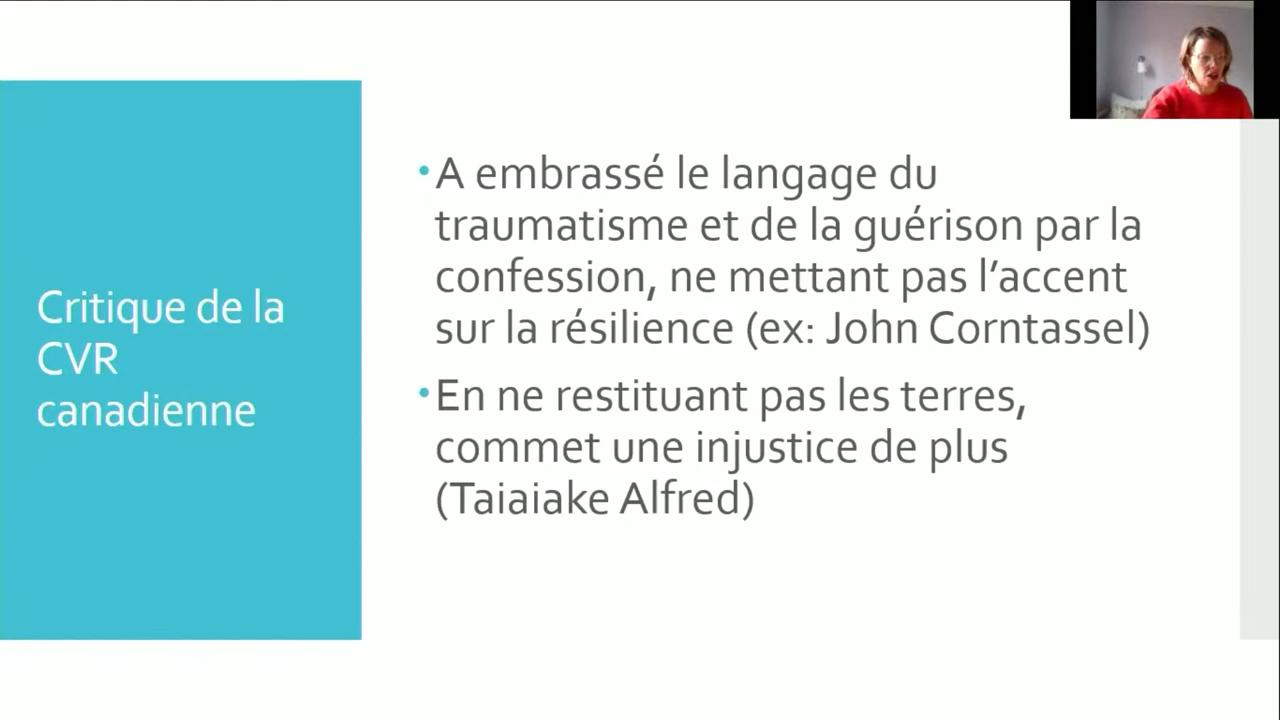 Critique de la
CVR
canadienne
•A embrassé le langage du
traumatisme et de la guérison par la
confession, ne mettant pas l’accent
sur la résilience (ex: John Corntassel)
•En ne restituant pas les terres,
commet une injustice de plus
(Taiaiake Alfred)